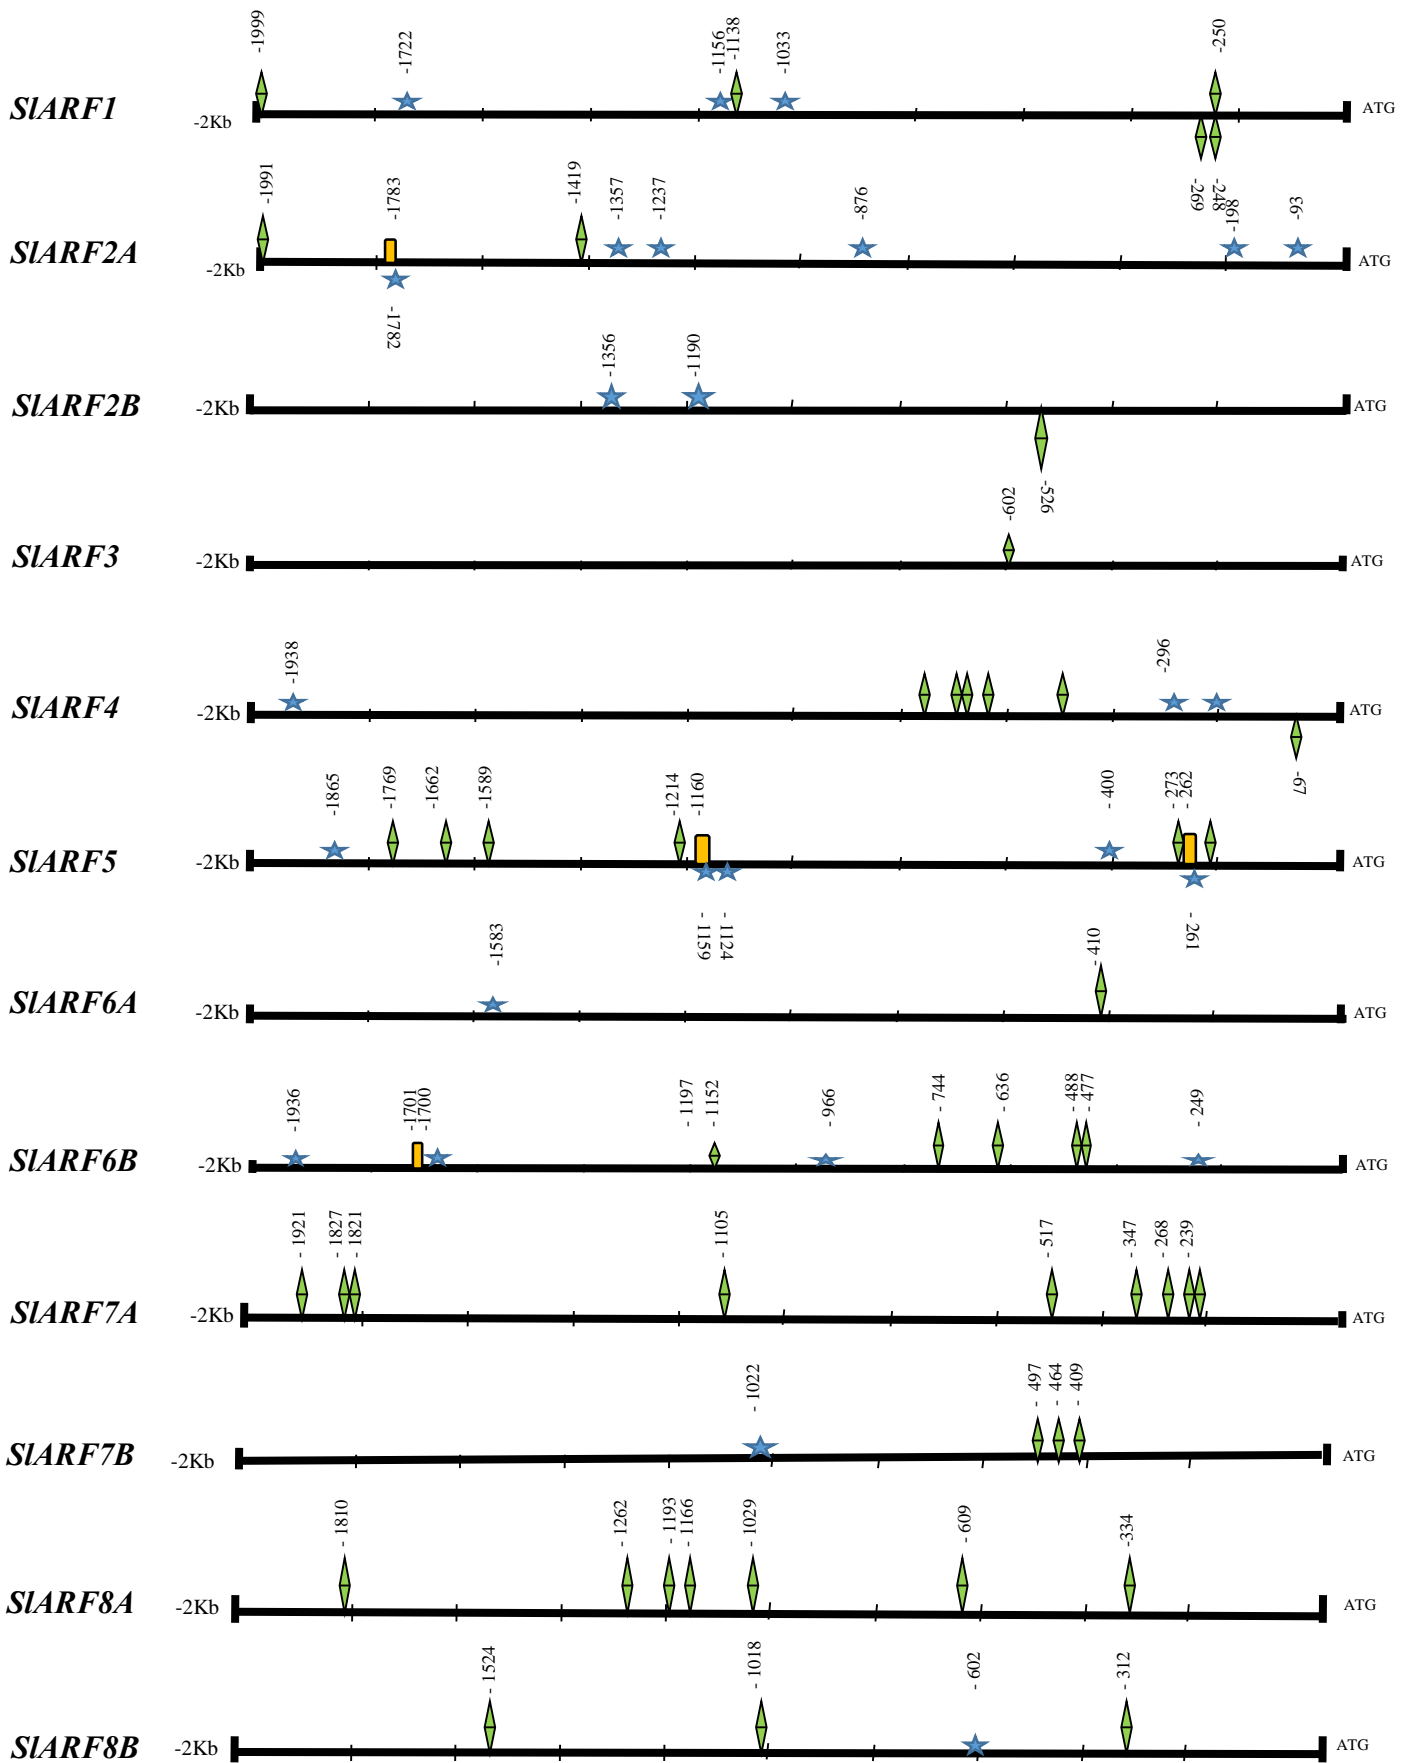 -1999
-1722
-1156
-1138
-1033
-250
SlARF1
-2Kb
ATG
-269
-248
-1991
-1783
-1419
-1357
-1237
-876
-198
-93
SlARF2A
-2Kb
ATG
-1782
-1356
-1190
SlARF2B
-2Kb
ATG
-526
209-
SlARF3
-2Kb
ATG
-1938
-296
SlARF4
-2Kb
ATG
-67
-1865
-1769
-1662
-1589
-1214
-1160
-400
-273
-262
SlARF5
-2Kb
ATG
- 1159
- 1124
- 261
-1583
- 410
SlARF6A
-2Kb
ATG
-1936
-1701
-1700
- 1197
- 1152
- 966
- 744
- 636
- 488
- 477
- 249
SlARF6B
-2Kb
ATG
- 1921
- 1827
- 1821
- 1105
- 517
- 347
- 268
- 239
SlARF7A
-2Kb
ATG
- 1022
- 497
- 464
- 409
SlARF7B
-2Kb
ATG
- 1810
- 1262
- 1193
- 1166
- 1029
- 609
-334
SlARF8A
-2Kb
ATG
- 1524
- 1018
- 602
- 312
SlARF8B
-2Kb
ATG